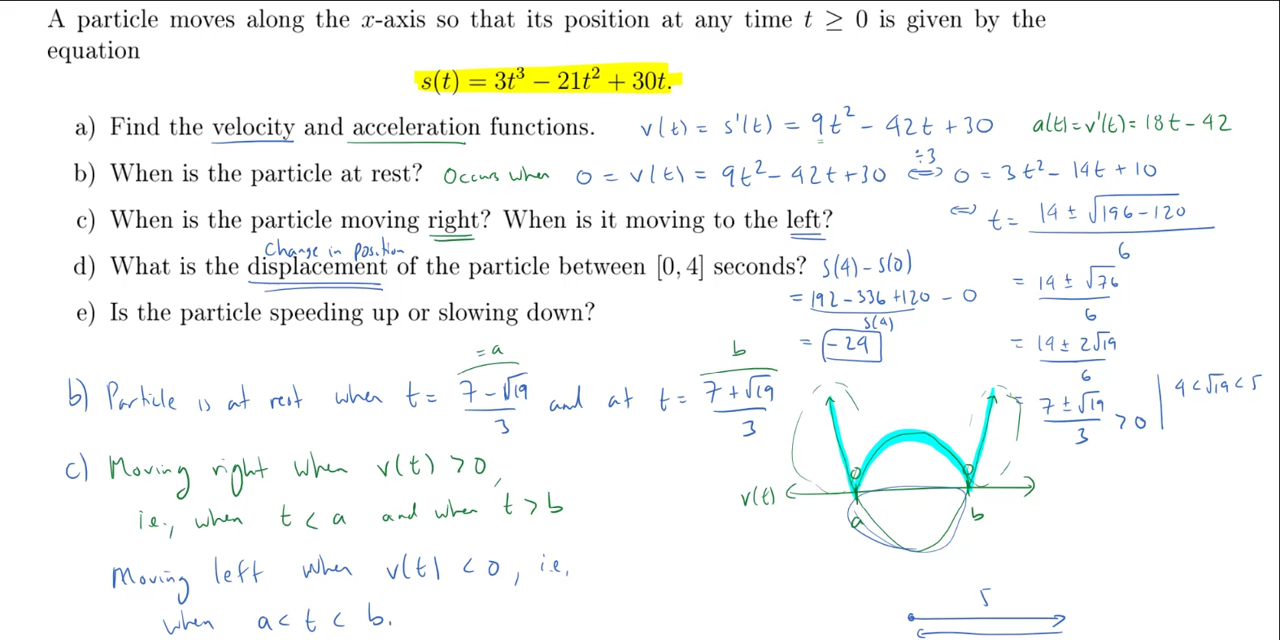 A particle moves along the x-axis so that its position at any time t ≥ 0 is given by the
equation
s(t) = 3t³ − 21t² + 30t.
a) Find the velocity and acceleration functions. v(t) = s'(t) = 9t² − 42t + 30 a(t) = v'(t) = 18t − 42
b) When is the particle at rest? Occurs when 0 = v(t) = 9t² − 42t + 30 ÷3 ⟺ 0 = 3t² − 14t + 10
c) When is the particle moving right? When is it moving to the left? ⟺ t = (14 ± √(196 − 120))/6
Change in position
d) What is the displacement of the particle between [0, 4] seconds? s(4) − s(0)
= 192 − 336 + 120 − 0
s(4)
= −24
e) Is the particle speeding up or slowing down?
= (14 ± √76)/6
= (14 ± 2√19)/6
= (7 ± √19)/3 > 0 | 4 < √19 < 5
= a b
b) Particle is at rest when t = (7 − √19)/3 and at t = (7 + √19)/3
c) Moving right when v(t) > 0,
i.e., when t < a and when t > b
Moving left when v(t) < 0, i.e.
when a < t < b.
v(t) 0 0
a b
5